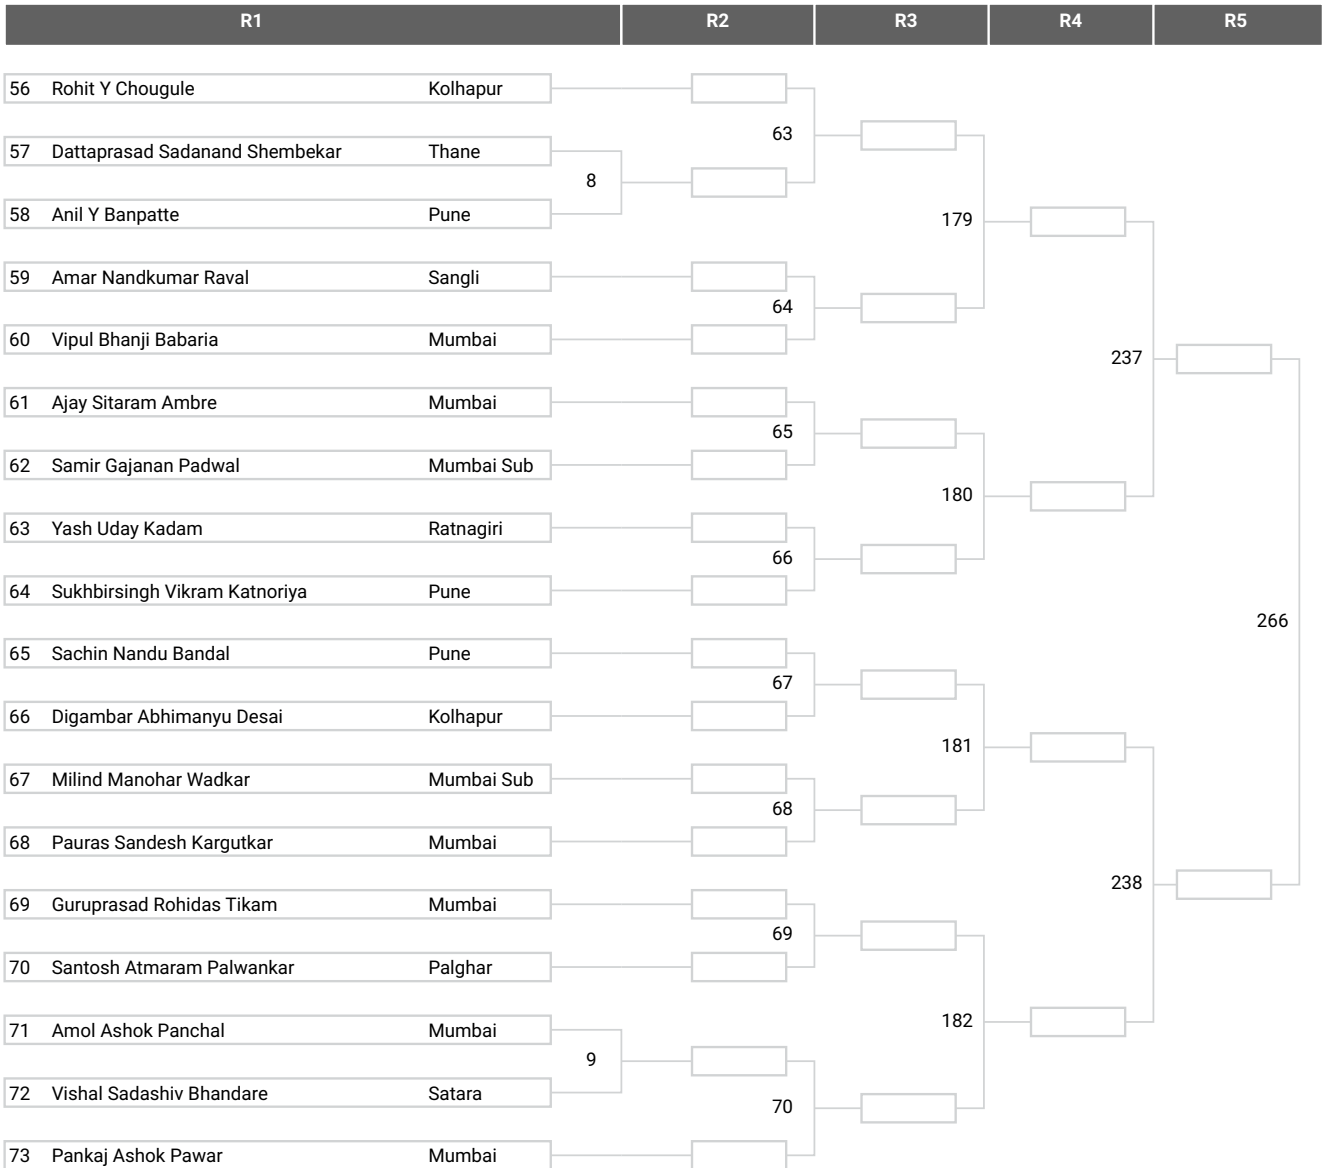 R1 R2 R3 R4 R5
56 Rohit Y Chougule Kolhapur
63
57 Dattaprasad Sadanand Shembekar Thane
8
58 Anil Y Banpatte Pune
179
59 Amar Nandkumar Raval Sangli
64
60 Vipul Bhanji Babaria Mumbai
237
61 Ajay Sitaram Ambre Mumbai
65
62 Samir Gajanan Padwal Mumbai Sub
180
63 Yash Uday Kadam Ratnagiri
66
64 Sukhbirsingh Vikram Katnoriya Pune
266
65 Sachin Nandu Bandal Pune
67
66 Digambar Abhimanyu Desai Kolhapur
181
67 Milind Manohar Wadkar Mumbai Sub
68
68 Pauras Sandesh Kargutkar Mumbai
238
69 Guruprasad Rohidas Tikam Mumbai
69
70 Santosh Atmaram Palwankar Palghar
182
71 Amol Ashok Panchal Mumbai
9
72 Vishal Sadashiv Bhandare Satara
70
73 Pankaj Ashok Pawar Mumbai